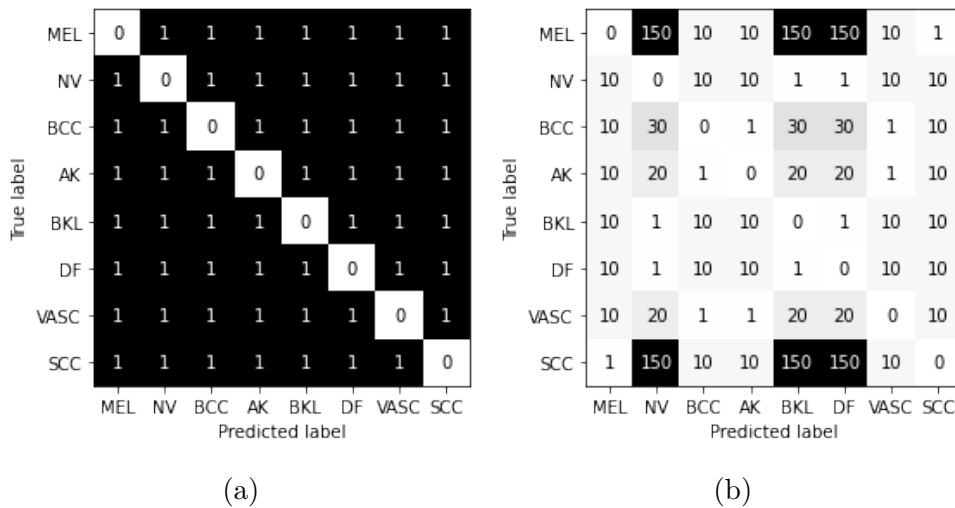 MEL 0 1 1 1 1 1 1 1
NV 1 0 1 1 1 1 1 1
BCC 1 1 0 1 1 1 1 1
AK 1 1 1 0 1 1 1 1
BKL 1 1 1 1 0 1 1 1
DF 1 1 1 1 1 0 1 1
VASC 1 1 1 1 1 1 0 1
SCC 1 1 1 1 1 1 1 0
MEL NV BCC AK BKL DF VASC SCC
Predicted label
True label
(a)
MEL 0 150 10 10 150 150 10 1
NV 10 0 10 10 1 1 10 10
BCC 10 30 0 1 30 30 1 10
AK 10 20 1 0 20 20 1 10
BKL 10 1 10 10 0 1 10 10
DF 10 1 10 10 1 0 10 10
VASC 10 20 1 1 20 20 0 10
SCC 1 150 10 10 150 150 10 0
MEL NV BCC AK BKL DF VASC SCC
Predicted label
True label
(b)